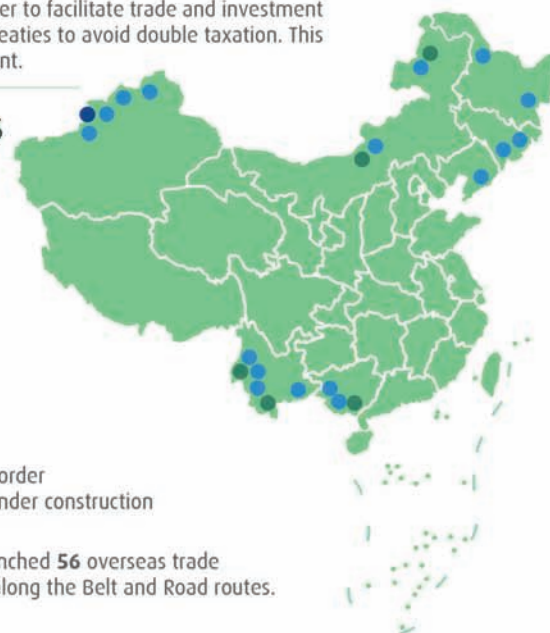 er to facilitate trade and investment
eaties to avoid double taxation. This
nt.
order
nder construction
nched 56 overseas trade
long the Belt and Road routes.